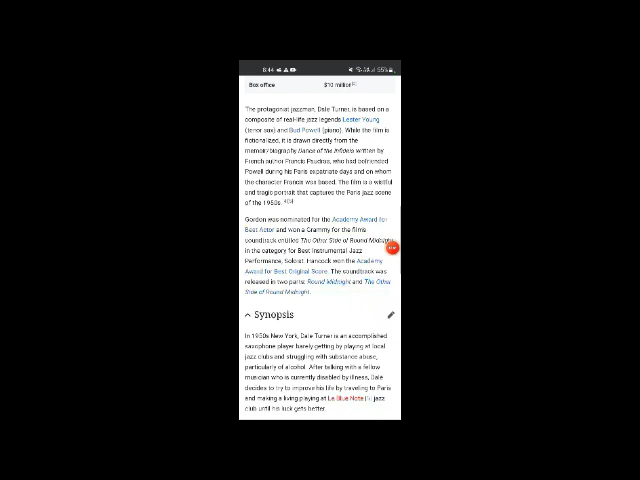 6:44
55%
Box office $10 million[2]
The protagonist jazzman, Dale Turner, is based on a
composite of real-life jazz legends Lester Young
(tenor sax) and Bud Powell (piano). While the film is
fictionalized, it is drawn directly from the
memoir/biography Dance of the Infidels written by
French author Francis Paudras, who had befriended
Powell during his Paris expatriate days and on whom
the character Francis was based. The film is a wistful
and tragic portrait that captures the Paris jazz scene
of the 1950s.
Gordon was nominated for the Academy Award for
Best Actor and won a Grammy for the films
soundtrack entitled The Other Side of Round Midnight
in the category for Best Instrumental Jazz
Performance, Soloist. Hancock won the Academy
Award for Best Original Score. The soundtrack was
released in two parts: Round Midnight and The Other
Side of Round Midnight.
Synopsis
In 1950s New York, Dale Turner is an accomplished
saxophone player barely getting by playing at local
jazz clubs and struggling with substance abuse,
particularly of alcohol. After talking with a fellow
musician who is currently disabled by illness, Dale
decides to try to improve his life by traveling to Paris
and making a living playing at Le Blue Note jazz
club until his luck gets better.